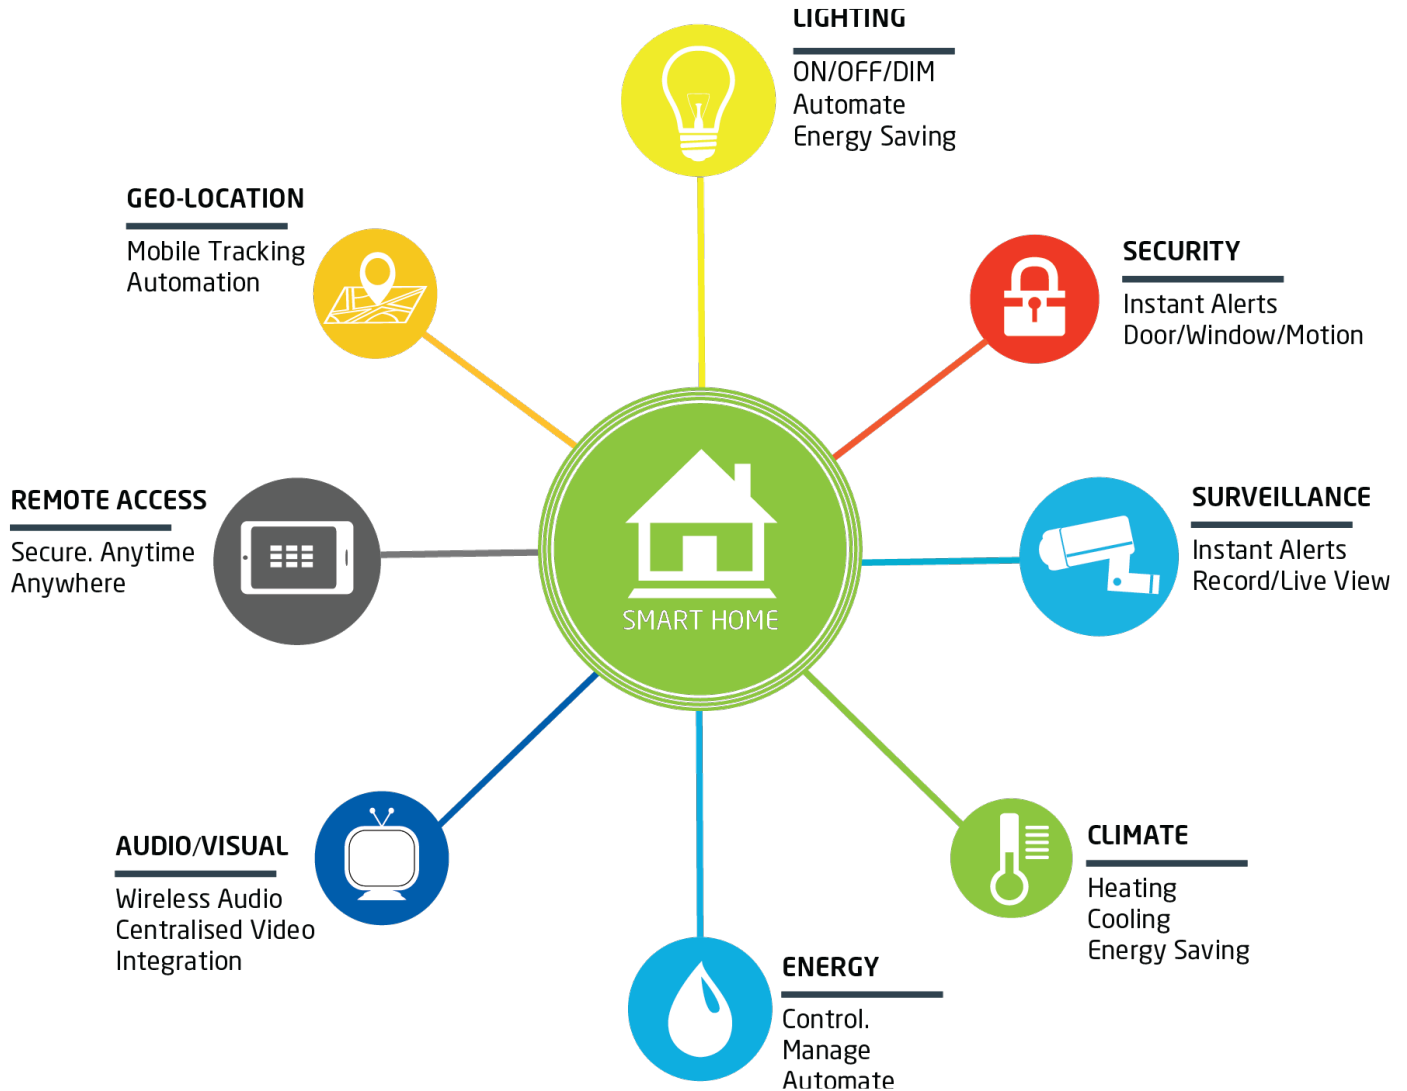 LIGHTING
ON/OFF/DIM
Automate
Energy Saving
GEO-LOCATION
Mobile Tracking
Automation
SECURITY
Instant Alerts
Door/Window/Motion
REMOTE ACCESS
Secure. Anytime
Anywhere
SURVEILLANCE
Instant Alerts
Record/Live View
SMART HOME
AUDIO/VISUAL
Wireless Audio
Centralised Video
Integration
CLIMATE
Heating
Cooling
Energy Saving
ENERGY
Control.
Manage
Automate